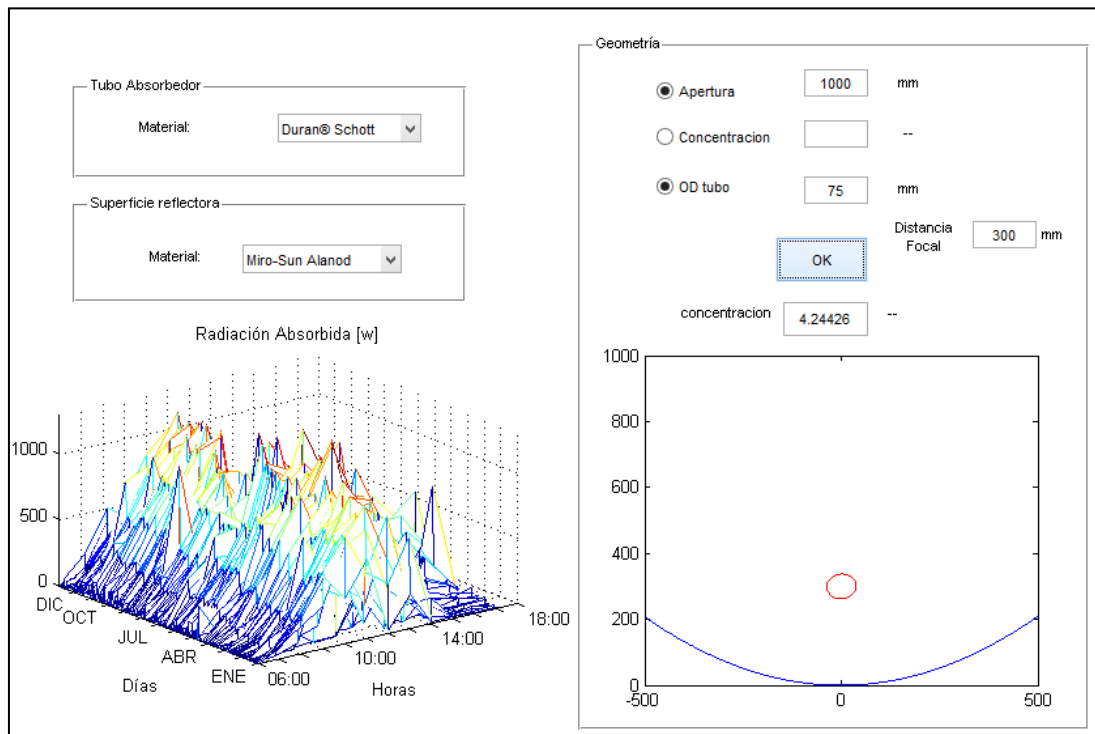 Tubo Absorbedor
Material: Duran® Schott
Superficie reflectora
Material: Miro-Sun Alanod
Radiación Absorbida [w]
1000
500
0
DIC
OCT
JUL
ABR
ENE
Días
06:00
10:00
14:00
18:00
Horas
Geometría
Apertura 1000 mm
Concentracion --
OD tubo 75 mm
Distancia
Focal 300 mm
OK
concentracion 4.24426 --
1000
800
600
400
200
0
-500 0 500